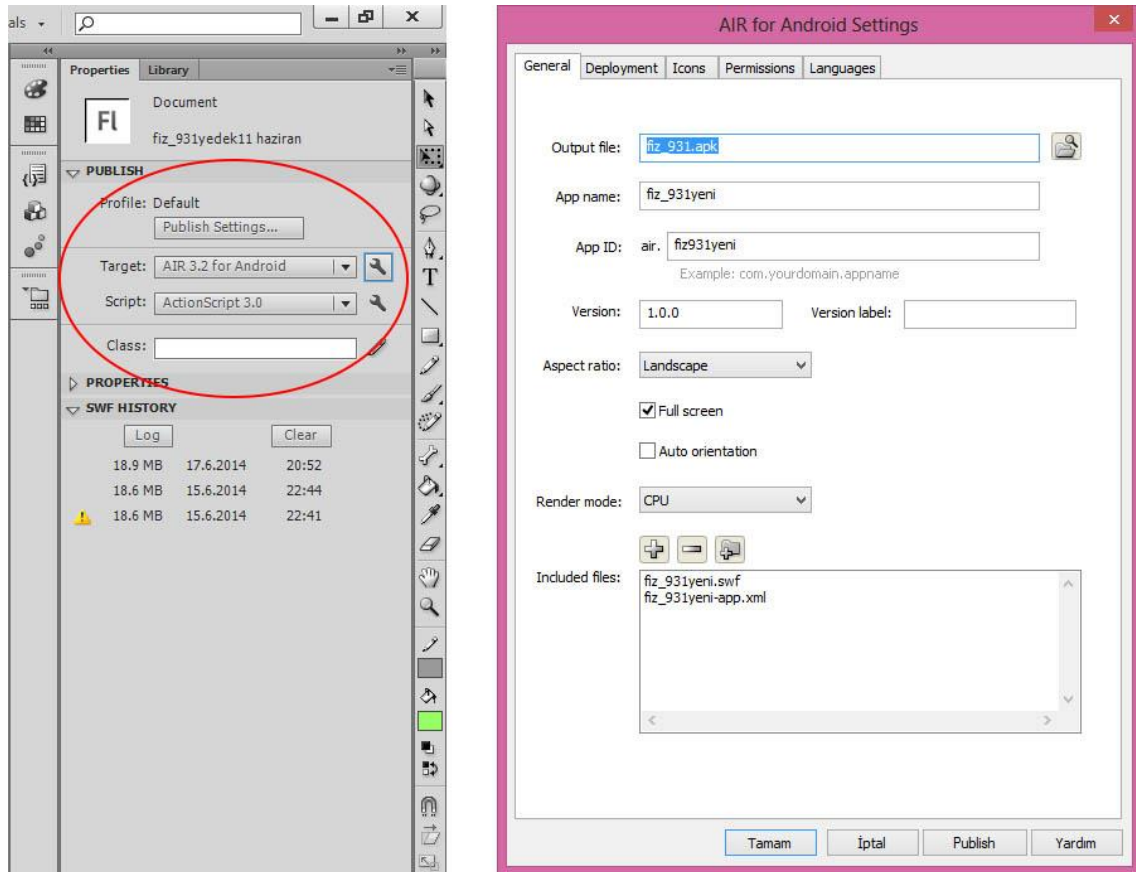 als
Properties Library
Fl
Document
fiz_931yedek11 haziran
PUBLISH
Profile: Default
Publish Settings...
Target: AIR 3.2 for Android
Script: ActionScript 3.0
Class:
PROPERTIES
SWF HISTORY
Log Clear
18.9 MB 17.6.2014 20:52
18.6 MB 15.6.2014 22:44
18.6 MB 15.6.2014 22:41
T
AIR for Android Settings
General Deployment Icons Permissions Languages
Output file: fiz_931.apk
App name: fiz_931yeni
App ID: air. fiz931yeni
Example: com.yourdomain.appname
Version: 1.0.0 Version label:
Aspect ratio: Landscape
Full screen
Auto orientation
Render mode: CPU
Included files: fiz_931yeni.swf
fiz_931yeni-app.xml
Tamam İptal Publish Yardım